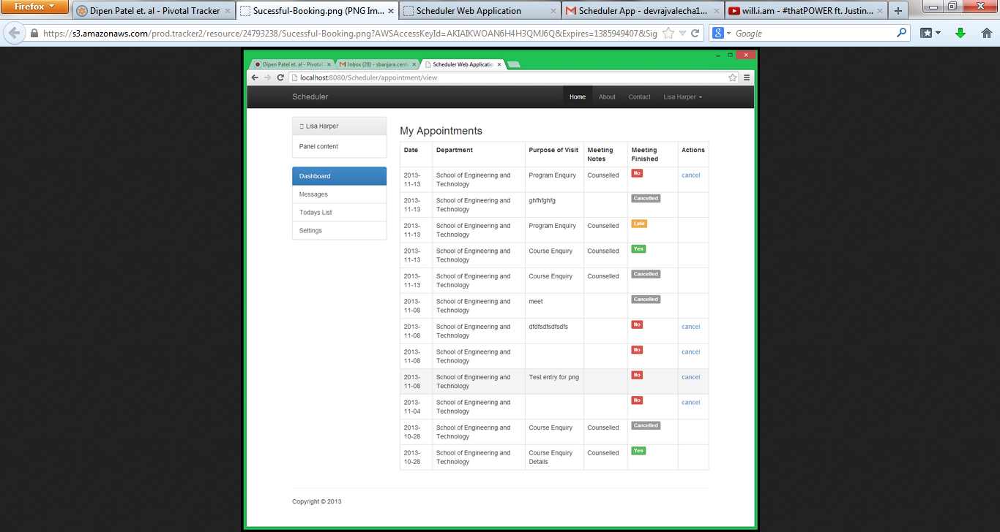 Firefox
Dipen Patel et. al - Pivotal Tracker
Sucessful-Booking.png (PNG Im...
Scheduler Web Application
Scheduler App - devrajvalecha1...
will.i.am - #thatPOWER ft. Justin...
https://s3.amazonaws.com/prod.tracker2/resource/24793238/Sucessful-Booking.png?AWSAccessKeyId=AKIAIKWOAN6H4H3QMJ6Q&Expires=1385949407&Sig
Google
Dipen Patel et. al - Pivotal
Inbox (28) - sbanjara.cent
Scheduler Web Applicatio
localhost:8080/Scheduler/appointment/view
Scheduler
Home About Contact Lisa Harper
Lisa Harper
Panel content
Dashboard
Messages
Todays List
Settings
My Appointments
Date Department Purpose of Visit Meeting Meeting Actions
Notes Finished
2013- School of Engineering and Program Enquiry Counselled No cancel
11-13 Technology
2013- School of Engineering and ghfhfghfg Cancelled
11-13 Technology
2013- School of Engineering and Program Enquiry Counselled Late
11-13 Technology
2013- School of Engineering and Course Enquiry Counselled Yes
11-13 Technology
2013- School of Engineering and Course Enquiry Counselled Cancelled
11-13 Technology
2013- School of Engineering and meet Cancelled
11-08 Technology
2013- School of Engineering and dfdfsdfsdfsdfs No cancel
11-08 Technology
2013- School of Engineering and No cancel
11-08 Technology
2013- School of Engineering and Test entry for png No cancel
11-08 Technology
2013- School of Engineering and No cancel
11-04 Technology
2013- School of Engineering and Course Enquiry Counselled Cancelled
10-28 Technology
2013- School of Engineering and Course Enquiry Counselled Yes
10-28 Technology Details
Copyright © 2013